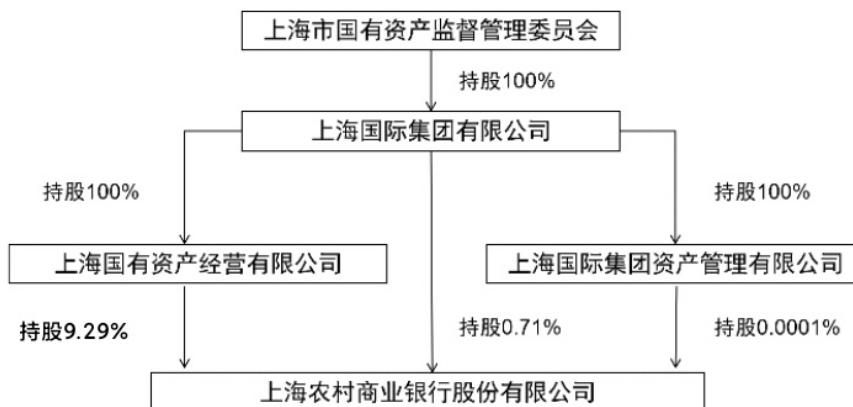 上海市国有资产监督管理委员会
持股100%
上海国际集团有限公司
持股100%
持股100%
上海国有资产经营有限公司
上海国际集团资产管理有限公司
持股9.29%
持股0.71%
持股0.0001%
上海农村商业银行股份有限公司